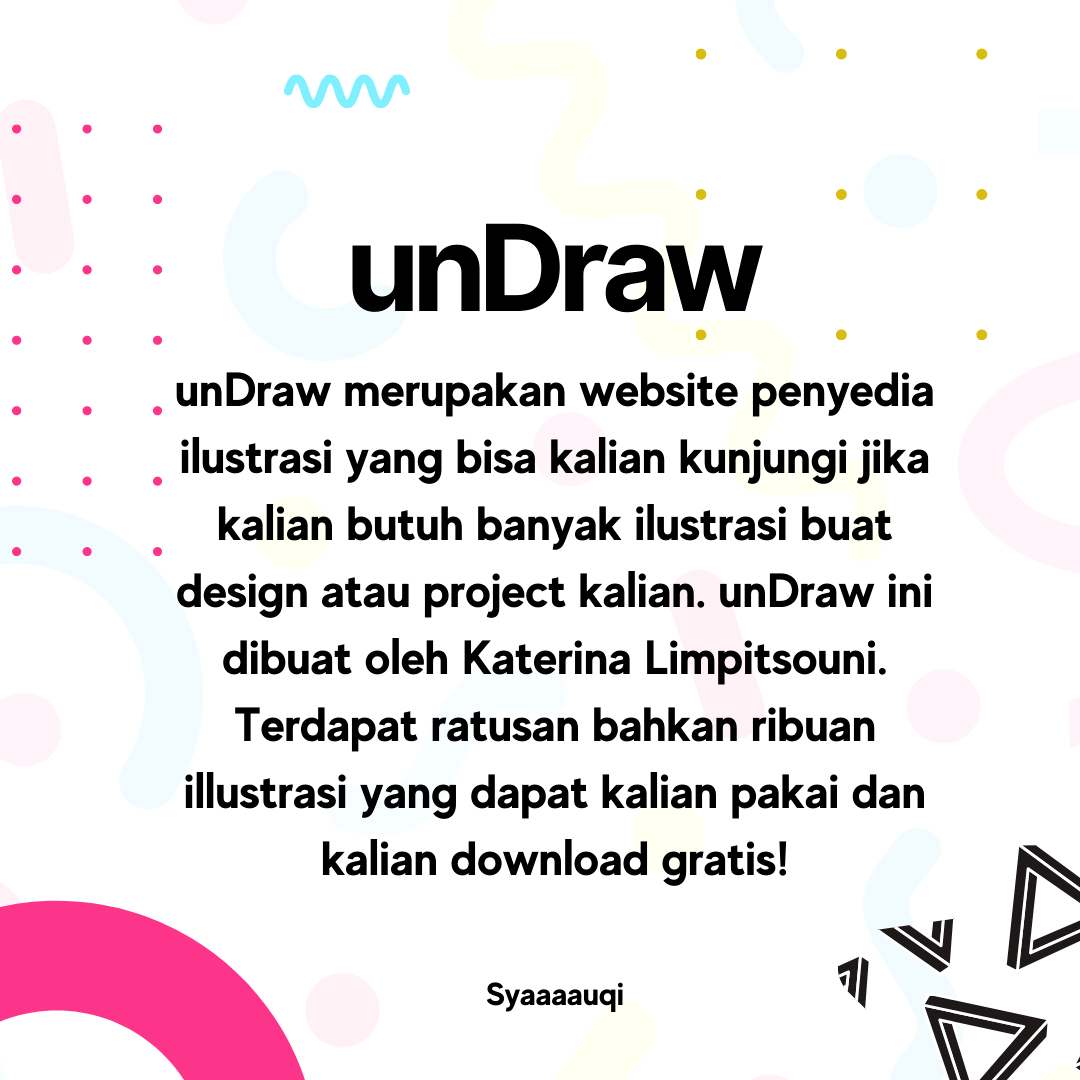 unDraw
unDraw merupakan website penyedia
ilustrasi yang bisa kalian kunjungi jika
kalian butuh banyak ilustrasi buat
design atau project kalian. unDraw ini
dibuat oleh Katerina Limpitsouni.
Terdapat ratusan bahkan ribuan
illustrasi yang dapat kalian pakai dan
kalian download gratis!
Syaaaauqi